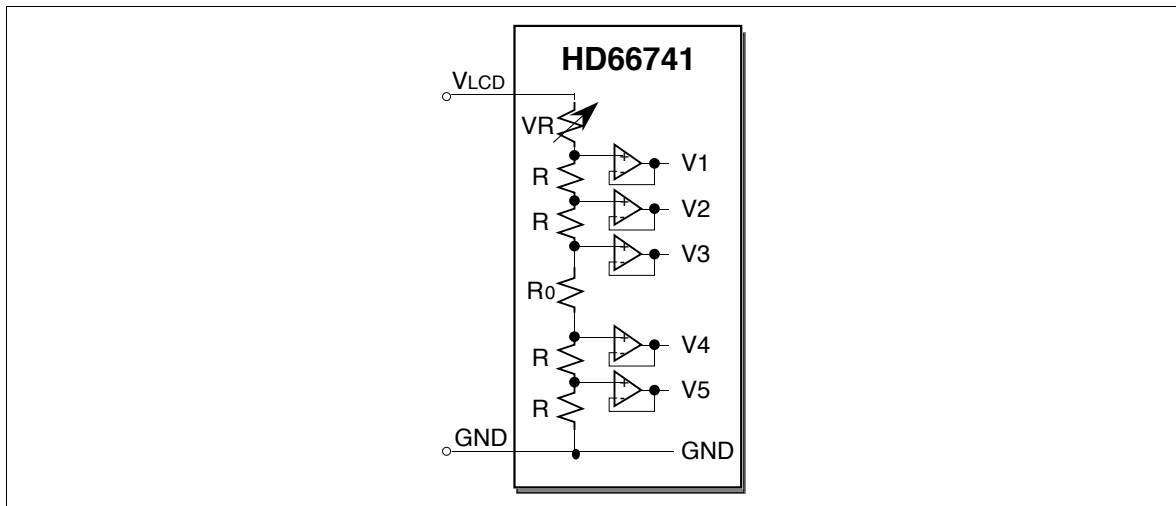 HD66741
VLCD
VR
+
-
V1
R
+
-
V2
R
+
-
V3
R0
+
-
V4
R
+
-
V5
R
GND
GND